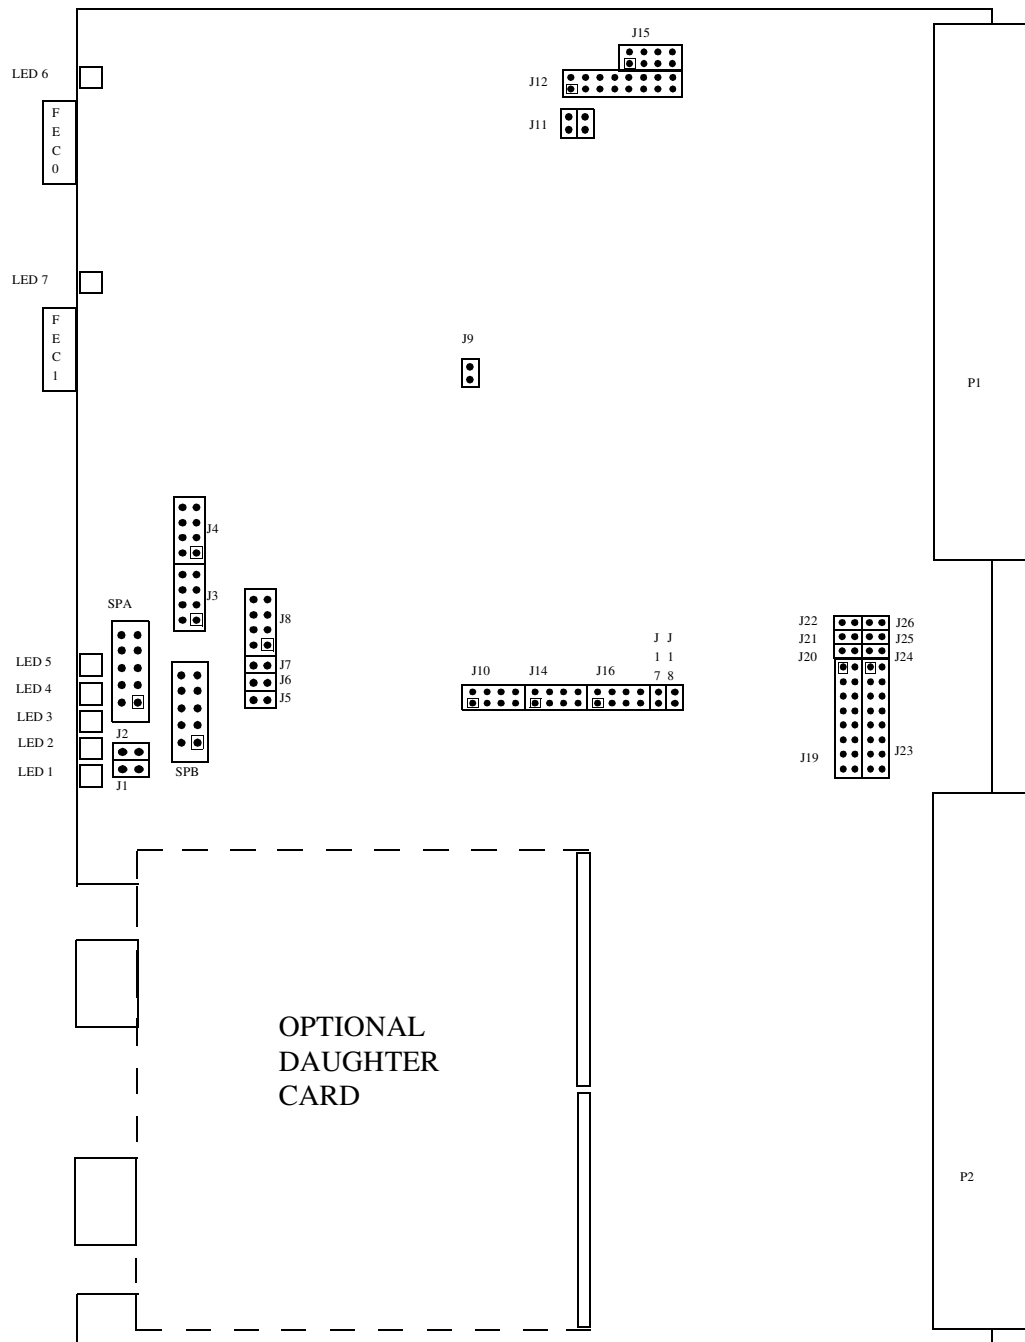 J15
LED 6
J12
F
E
C
0
J11
LED 7
F
E
C
1
J9
P1
J4
J3
SPA
J8
J22
J26
J21
J25
J20
J24
LED 5
J7
J10
J14
J16
J
1
7
J
1
8
LED 4
J6
J5
LED 3
J2
LED 2
J19
J23
LED 1
SPB
J1
OPTIONAL
DAUGHTER
CARD
P2